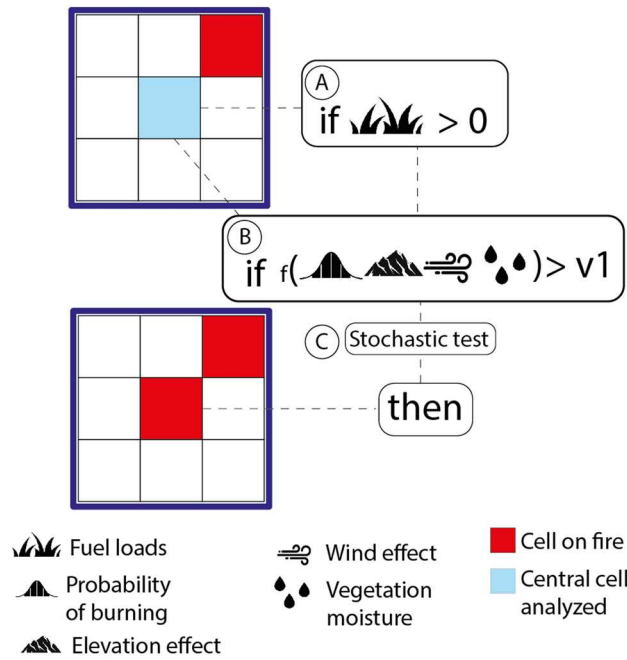 A
if > 0
B
if f( ) > v1
C Stochastic test
then
Fuel loads
Probability
of burning
Elevation effect
Wind effect
Vegetation
moisture
Cell on fire
Central cell
analyzed